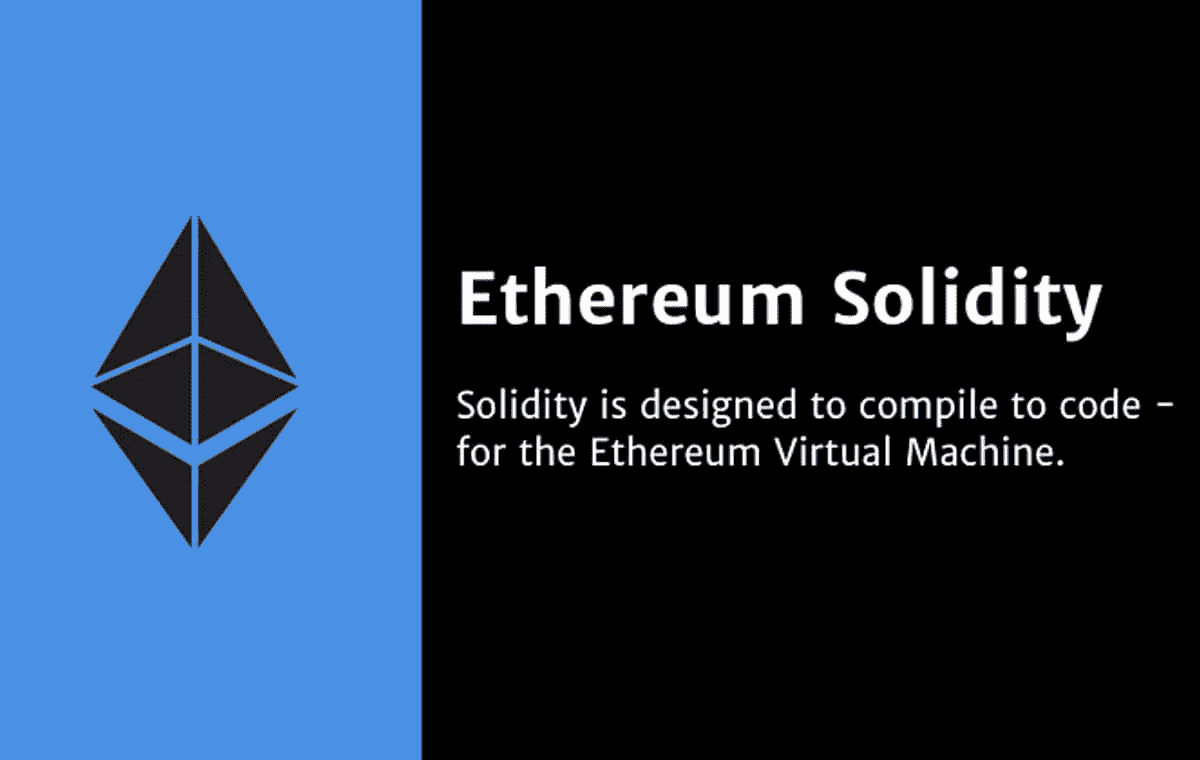 Ethereum Solidity
Solidity is designed to compile to code -
for the Ethereum Virtual Machine.